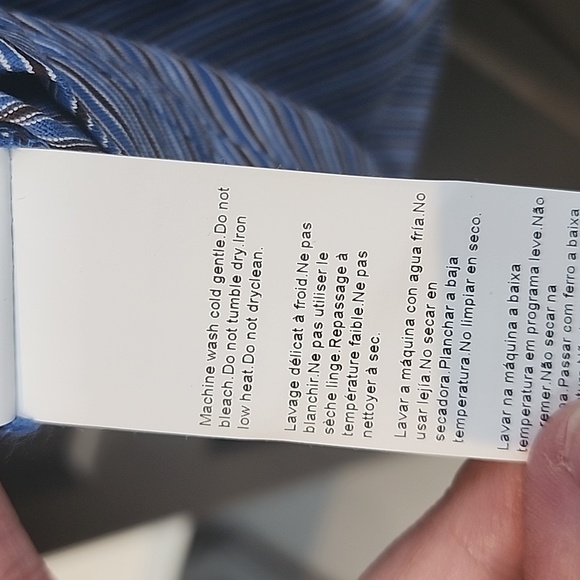 Machine wash cold gentle.Do not
bleach.Do not tumble dry.Iron
low heat.Do not dryclean.
Lavage délicat à froid.Ne pas
blanchir.Ne pas utiliser le
sèche linge.Repassage à
température faible.Ne pas
nettoyer à sec.
Lavar a máquina con agua fría.No
usar lejía.No secar en
secadora.Planchar a baja
temperatura.No limpiar en seco.
Lavar na máquina a baixa
temperatura em programa leve.Não
remer.Não secar na
a.Passar com ferro a baixa